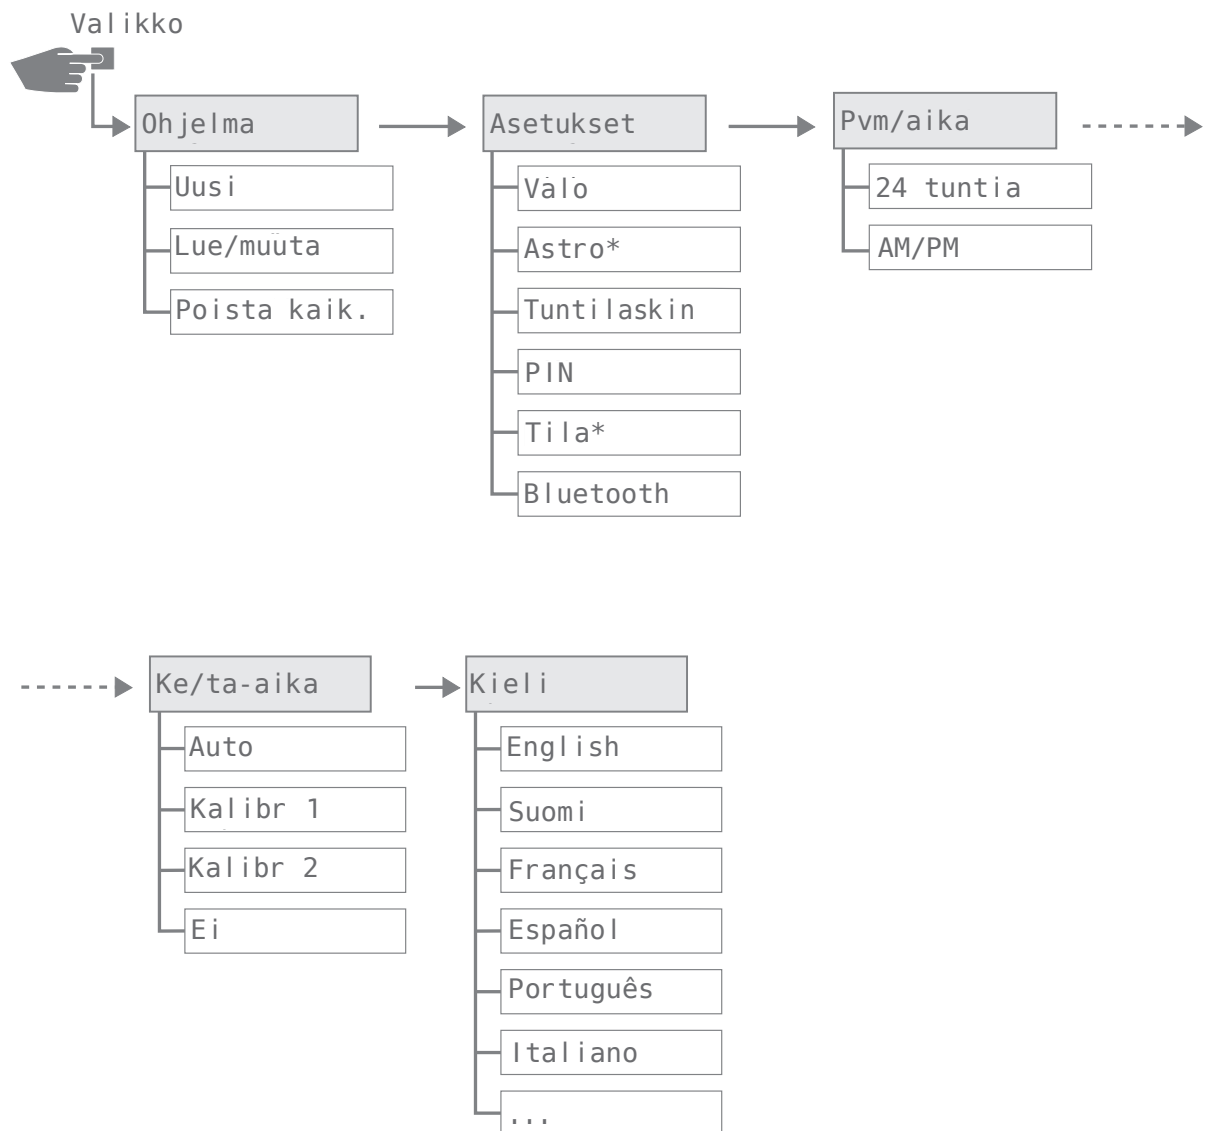 Valikko
Ohjelma
Uusi
Lue/muuta
Poista kaik.
Asetukset
Valo
Astro*
Tuntilaskin
PIN
Tila*
Bluetooth
Pvm/aika
24 tuntia
AM/PM
Ke/ta-aika
Auto
Kalibr 1
Kalibr 2
Ei
Kieli
English
Suomi
Français
Español
Português
Italiano
...